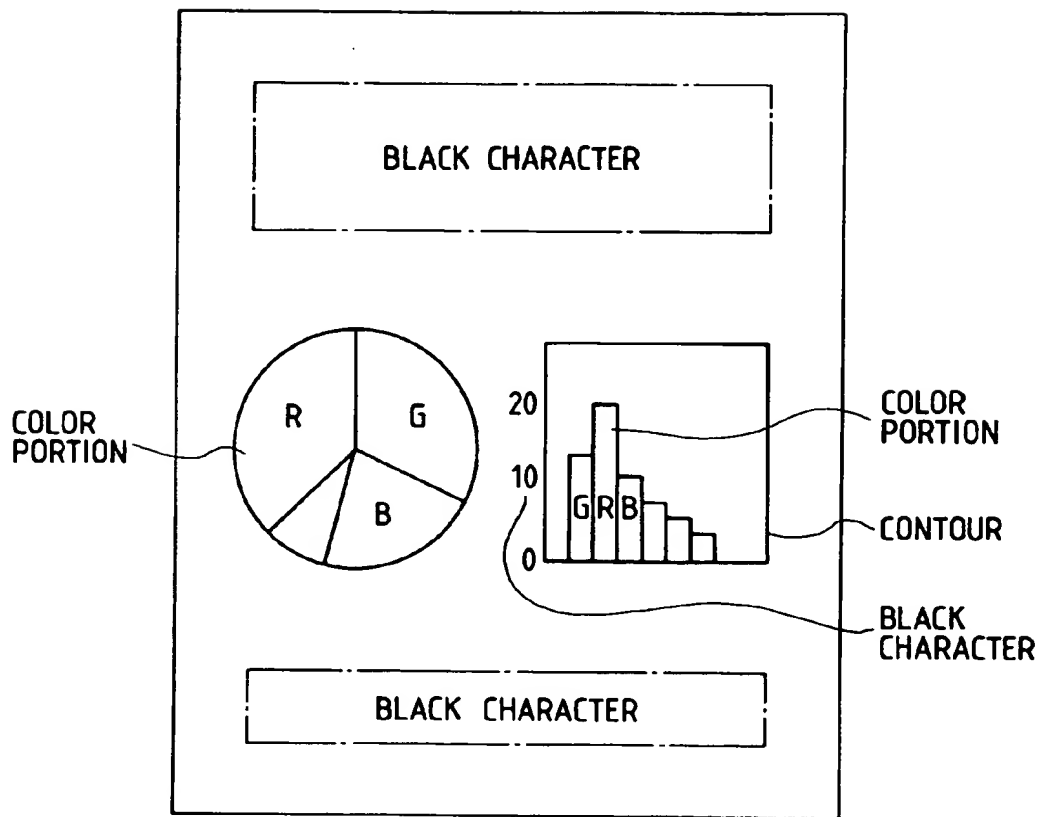 BLACK CHARACTER
R
G
B
COLOR
PORTION
20
10
0
G R B
COLOR
PORTION
CONTOUR
BLACK
CHARACTER
BLACK CHARACTER